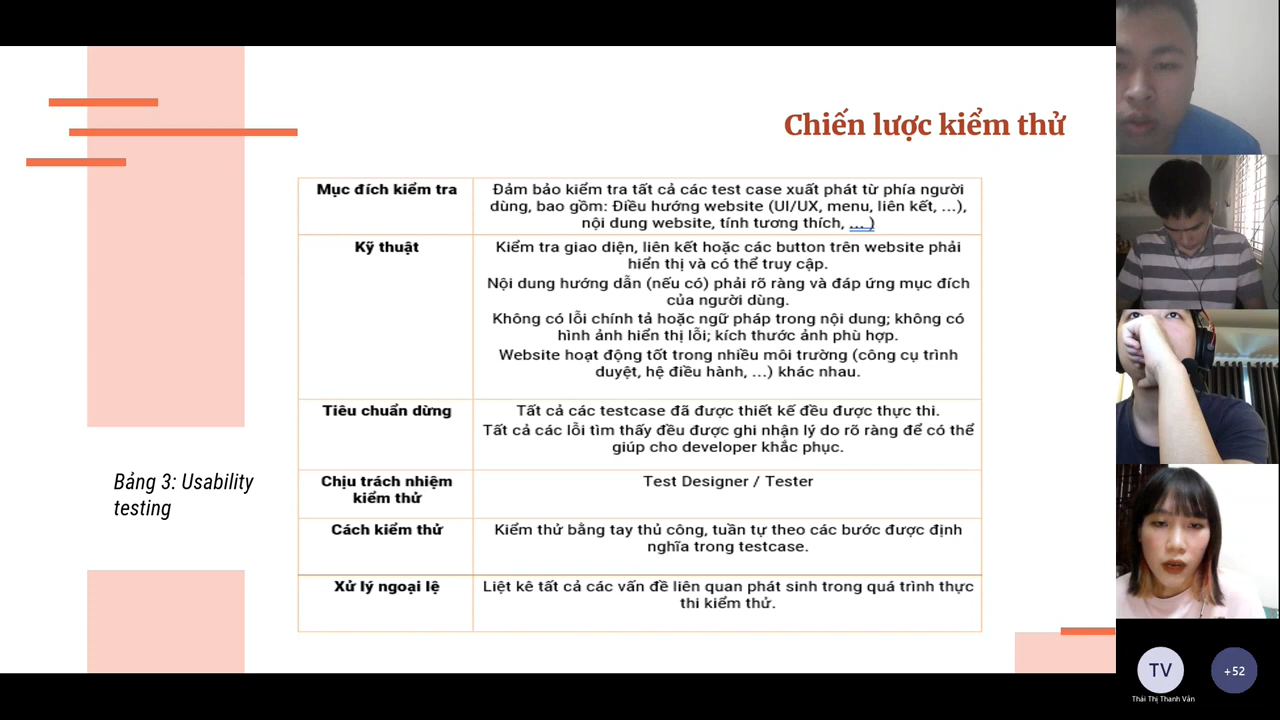 Chiến lược kiểm thử
Mục đích kiểm tra
Đảm bảo kiểm tra tất cả các test case xuất phát từ phía người
dùng, bao gồm: Điều hướng website (UI/UX, menu, liên kết, ...),
nội dung website, tính tương thích, ... )
Kỹ thuật
Kiểm tra giao diện, liên kết hoặc các button trên website phải
hiển thị và có thể truy cập.
Nội dung hướng dẫn (nếu có) phải rõ ràng và đáp ứng mục đích
của người dùng.
Không có lỗi chính tả hoặc ngữ pháp trong nội dung; không có
hình ảnh hiển thị lỗi; kích thước ảnh phù hợp.
Website hoạt động tốt trong nhiều môi trường (công cụ trình
duyệt, hệ điều hành, ...) khác nhau.
Tiêu chuẩn dừng
Tất cả các testcase đã được thiết kế đều được thực thi.
Tất cả các lỗi tìm thấy đều được ghi nhận lý do rõ ràng để có thể
giúp cho developer khắc phục.
Chịu trách nhiệm
kiểm thử
Test Designer / Tester
Cách kiểm thử
Kiểm thử bằng tay thủ công, tuần tự theo các bước được định
nghĩa trong testcase.
Xử lý ngoại lệ
Liệt kê tất cả các vấn đề liên quan phát sinh trong quá trình thực
thi kiểm thử.
Bảng 3: Usability
testing
TV
+52
Thái Thị Thanh Vân